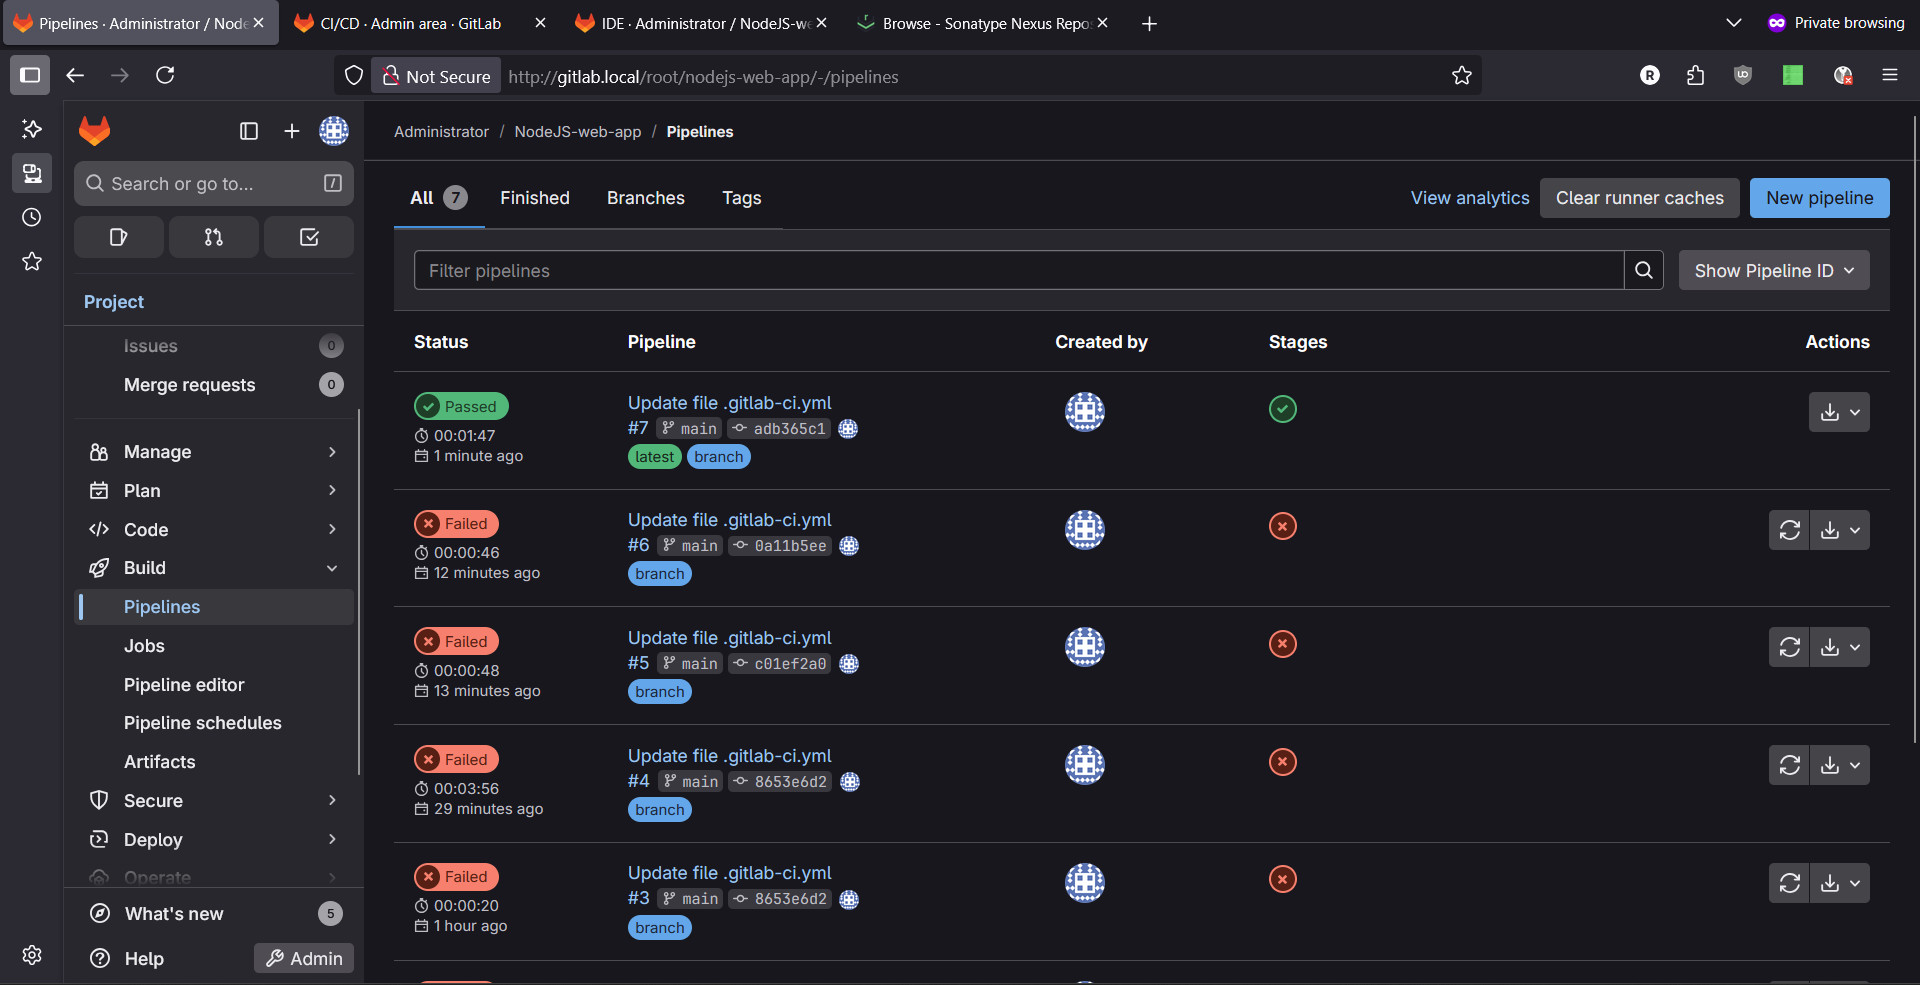 Pipelines · Administrator / Node
CI/CD · Admin area · GitLab
IDE · Administrator / NodeJS-we
Browse - Sonatype Nexus Repos
Private browsing
Not Secure
http://gitlab.local/root/nodejs-web-app/-/pipelines
R
Administrator / NodeJS-web-app / Pipelines
Search or go to...
/
Project
Issues 0
Merge requests 0
Manage
Plan
Code
Build
Pipelines
Jobs
Pipeline editor
Pipeline schedules
Artifacts
Secure
Deploy
Operate
What's new 5
Help
Admin
All 7
Finished
Branches
Tags
View analytics
Clear runner caches
New pipeline
Filter pipelines
Show Pipeline ID
Status Pipeline Created by Stages Actions
Passed
00:01:47
1 minute ago
Update file .gitlab-ci.yml
#7 main adb365c1
latest branch
Failed
00:00:46
12 minutes ago
Update file .gitlab-ci.yml
#6 main 0a11b5ee
branch
Failed
00:00:48
13 minutes ago
Update file .gitlab-ci.yml
#5 main c01ef2a0
branch
Failed
00:03:56
29 minutes ago
Update file .gitlab-ci.yml
#4 main 8653e6d2
branch
Failed
00:00:20
1 hour ago
Update file .gitlab-ci.yml
#3 main 8653e6d2
branch